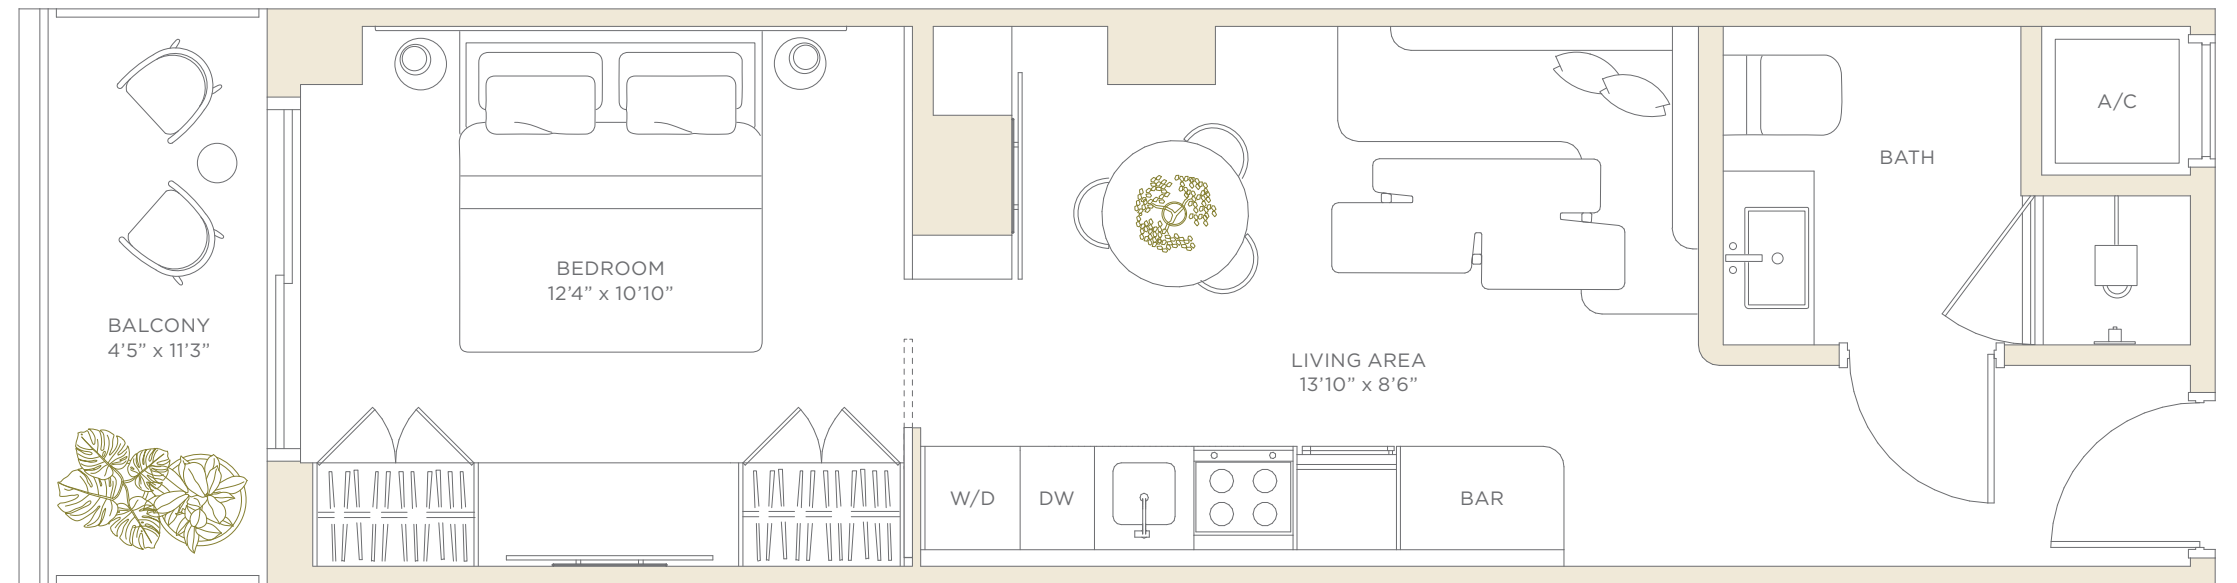 A/C
BATH
BEDROOM
12’4” x 10’10”
BALCONY
4’5” x 11’3”
LIVING AREA
13’10” x 8’6”
W/D
DW
BAR